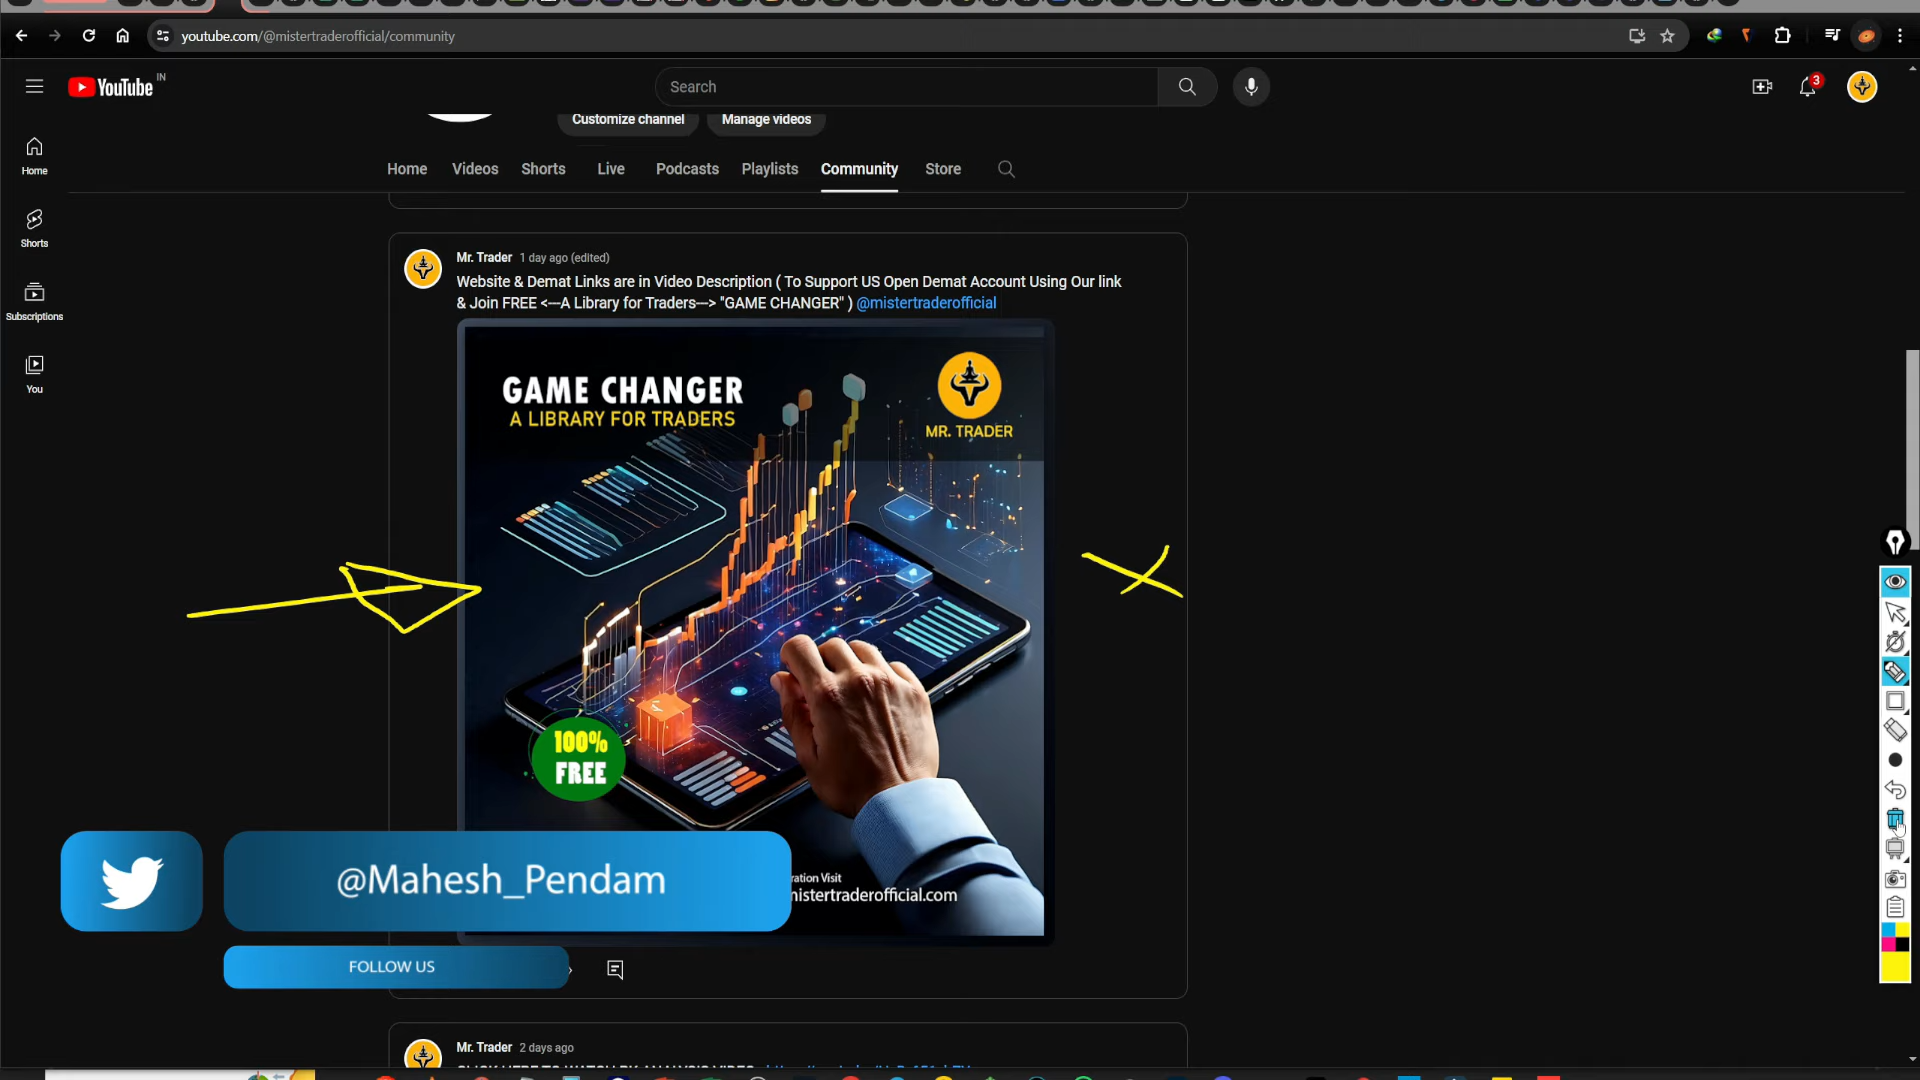 youtube.com/@mistertraderofficial/community
YouTube IN
Search
3
Customize channel
Manage videos
Home
Videos
Shorts
Live
Podcasts
Playlists
Community
Store
Home
Shorts
Subscriptions
You
Mr. Trader 1 day ago (edited)
Website & Demat Links are in Video Description ( To Support US Open Demat Account Using Our link
& Join FREE <---A Library for Traders---> "GAME CHANGER" ) @mistertraderofficial
GAME CHANGER
A LIBRARY FOR TRADERS
MR. TRADER
100%
FREE
ration Visit
nistertraderofficial.com
@Mahesh_Pendam
FOLLOW US
Mr. Trader 2 days ago